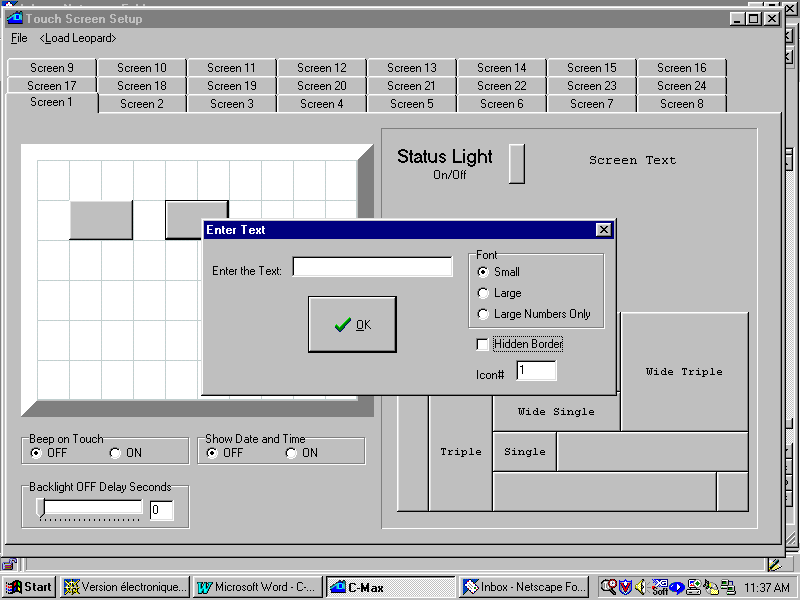 Touch Screen Setup
File <Load Leopard>
Screen 9 Screen 10 Screen 11 Screen 12 Screen 13 Screen 14 Screen 15 Screen 16
Screen 17 Screen 18 Screen 19 Screen 20 Screen 21 Screen 22 Screen 23 Screen 24
Screen 1 Screen 2 Screen 3 Screen 4 Screen 5 Screen 6 Screen 7 Screen 8
Status Light
On/Off
Screen Text
Enter Text
Enter the Text:
OK
Font
Small
Large
Large Numbers Only
Hidden Border
Icon# 1
Wide Triple
Wide Single
Triple
Single
Beep on Touch
OFF ON
Show Date and Time
OFF ON
Backlight OFF Delay Seconds
0
Start Version électronique... Microsoft Word - C-... C-Max Inbox - Netscape Fo... 11:37 AM